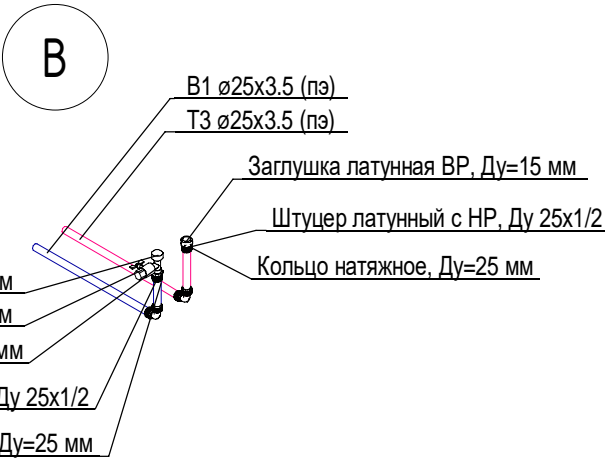 В
В1 ø25x3.5 (пэ)
Т3 ø25x3.5 (пэ)
Заглушка латунная ВР, Ду=15 мм
Штуцер латунный с НР, Ду 25x1/2
Кольцо натяжное, Ду=25 мм
м
м
мм
Ду 25x1/2
Ду=25 мм